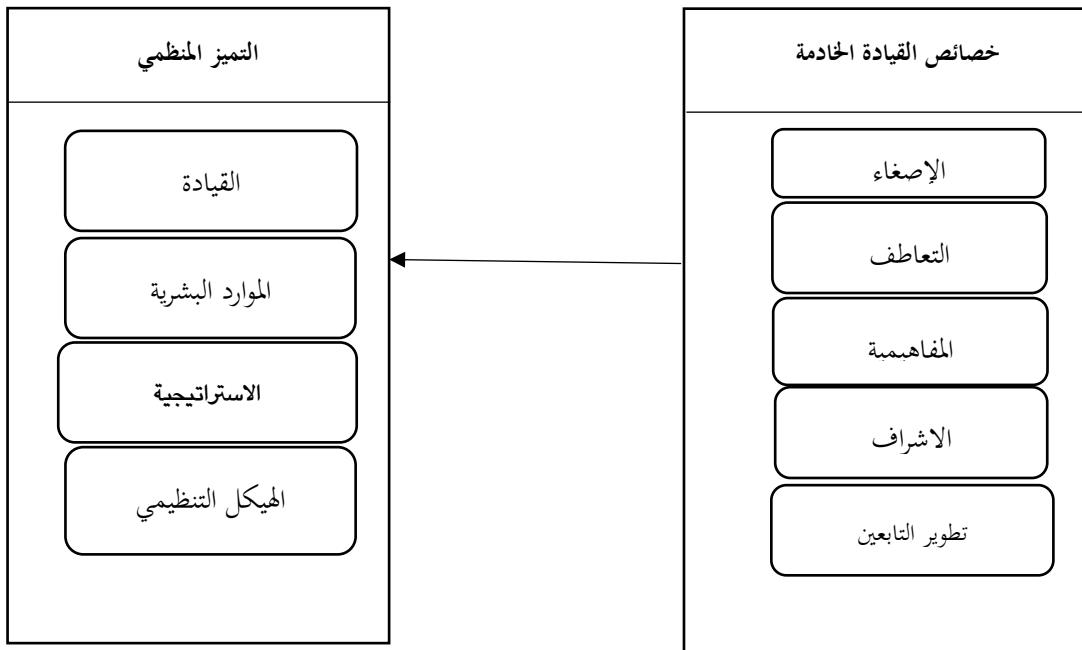 خصائص القيادة الخادمة
الإصغاء
التعاطف
المفاهيمية
الاشراف
تطوير التابعين
التميز المنظمي
القيادة
الموارد البشرية
الاستراتيجية
الهيكل التنظيمي